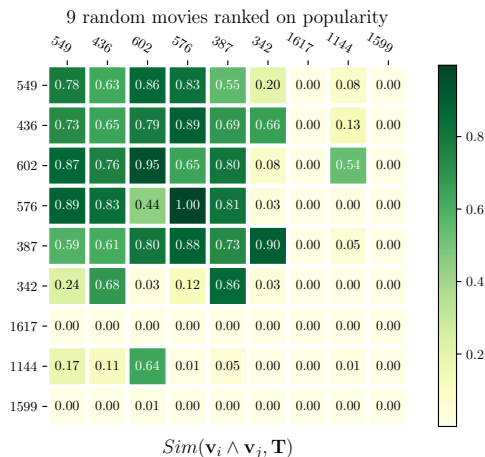 9 random movies ranked on popularity
549 436 602 576 387 342 1617 1144 1599
549 0.78 0.63 0.86 0.83 0.55 0.20 0.00 0.08 0.00
436 0.73 0.65 0.79 0.89 0.69 0.66 0.00 0.13 0.00
602 0.87 0.76 0.95 0.65 0.80 0.08 0.00 0.54 0.00
576 0.89 0.83 0.44 1.00 0.81 0.03 0.00 0.00 0.00
387 0.59 0.61 0.80 0.88 0.73 0.90 0.00 0.05 0.00
342 0.24 0.68 0.03 0.12 0.86 0.03 0.00 0.00 0.00
1617 0.00 0.00 0.00 0.00 0.00 0.00 0.00 0.00 0.00
1144 0.17 0.11 0.64 0.01 0.05 0.00 0.00 0.01 0.00
1599 0.00 0.00 0.01 0.00 0.00 0.00 0.00 0.00 0.00
Sim(v_i ∧ v_j, T)
0.8
0.6
0.4
0.2